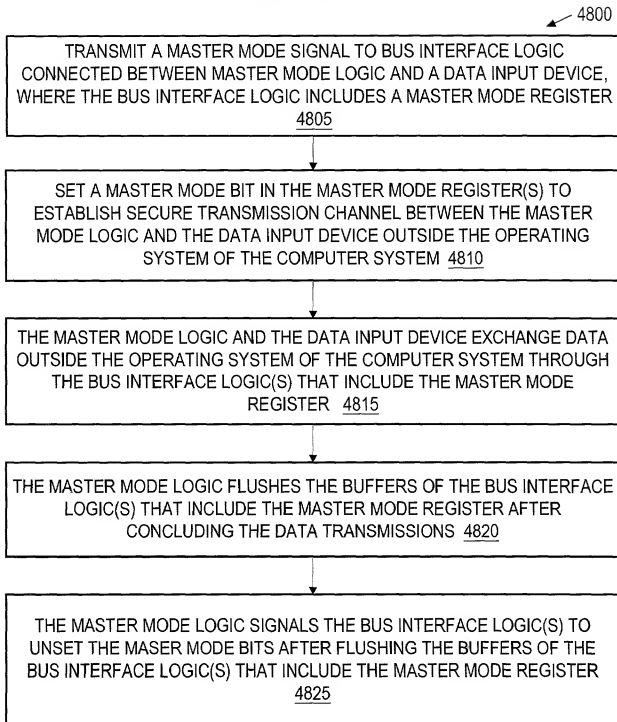 4800
TRANSMIT A MASTER MODE SIGNAL TO BUS INTERFACE LOGIC
CONNECTED BETWEEN MASTER MODE LOGIC AND A DATA INPUT DEVICE,
WHERE THE BUS INTERFACE LOGIC INCLUDES A MASTER MODE REGISTER
4805
SET A MASTER MODE BIT IN THE MASTER MODE REGISTER(S) TO
ESTABLISH SECURE TRANSMISSION CHANNEL BETWEEN THE MASTER
MODE LOGIC AND THE DATA INPUT DEVICE OUTSIDE THE OPERATING
SYSTEM OF THE COMPUTER SYSTEM 4810
THE MASTER MODE LOGIC AND THE DATA INPUT DEVICE EXCHANGE DATA
OUTSIDE THE OPERATING SYSTEM OF THE COMPUTER SYSTEM THROUGH
THE BUS INTERFACE LOGIC(S) THAT INCLUDE THE MASTER MODE
REGISTER 4815
THE MASTER MODE LOGIC FLUSHES THE BUFFERS OF THE BUS INTERFACE
LOGIC(S) THAT INCLUDE THE MASTER MODE REGISTER AFTER
CONCLUDING THE DATA TRANSMISSIONS 4820
THE MASTER MODE LOGIC SIGNALS THE BUS INTERFACE LOGIC(S) TO
UNSET THE MASER MODE BITS AFTER FLUSHING THE BUFFERS OF THE
BUS INTERFACE LOGIC(S) THAT INCLUDE THE MASTER MODE REGISTER
4825